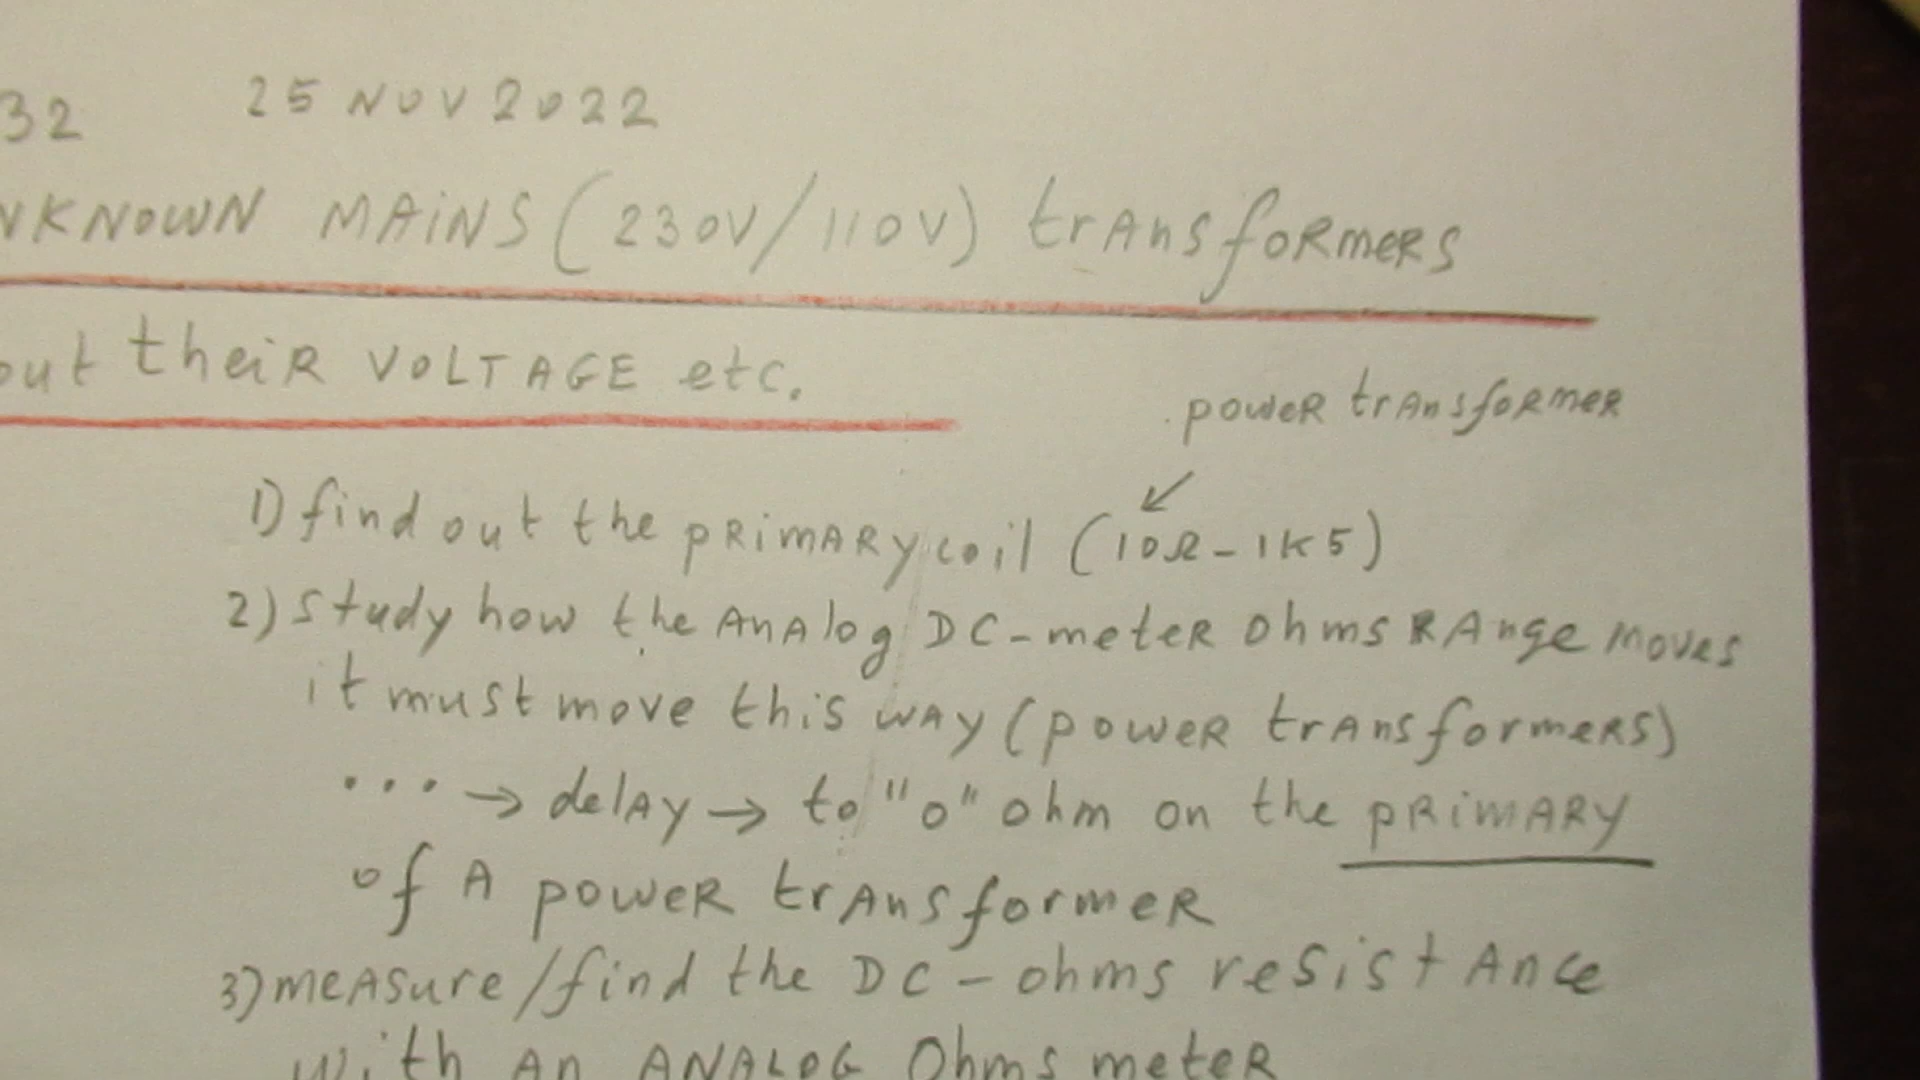 32 25 NOV 2022
NKNOWN MAiNS (230V/110V) trAnsfoRmeRS
out theiR VOLTAGE etc.
poweR trAnsfoRmeR
↙
1) find out the pRimARy coil (10Ω - 1K5)
2) Study how the AnAlog DC-meteR Ohms RAnge moves
it must move this wAy (poweR trAnsformeRs)
... → delAy → to "0" ohm on the pRimARy
of A poweR trAnsformeR
3) meAsure/find the DC-ohms resistAnce
with An ANALOG Ohms meteR